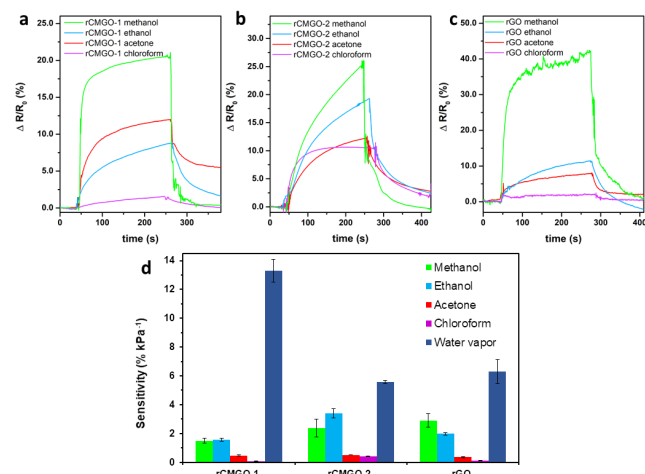 a
rCMGO-1 methanol
rCMGO-1 ethanol
rCMGO-1 acetone
rCMGO-1 chloroform
25.0
20.0
15.0
10.0
5.0
0.0
Δ R/R0 (%)
0 100 200 300
time (s)
b
rCMGO-2 methanol
rCMGO-2 ethanol
rCMGO-2 acetone
rCMGO-2 chloroform
30.0
25.0
20.0
15.0
10.0
5.0
0.0
Δ R/R0 (%)
0 100 200 300 400
time (s)
c
rGO methanol
rGO ethanol
rGO acetone
rGO chloroform
50.0
40.0
30.0
20.0
10.0
0.0
Δ R/R0 (%)
0 100 200 300 400
time (s)
d
Methanol
Ethanol
Acetone
Chloroform
Water vapor
14
12
10
8
6
4
2
0
Sensitivity (% kPa-1)
rCMGO 1 rCMGO 2 rGO